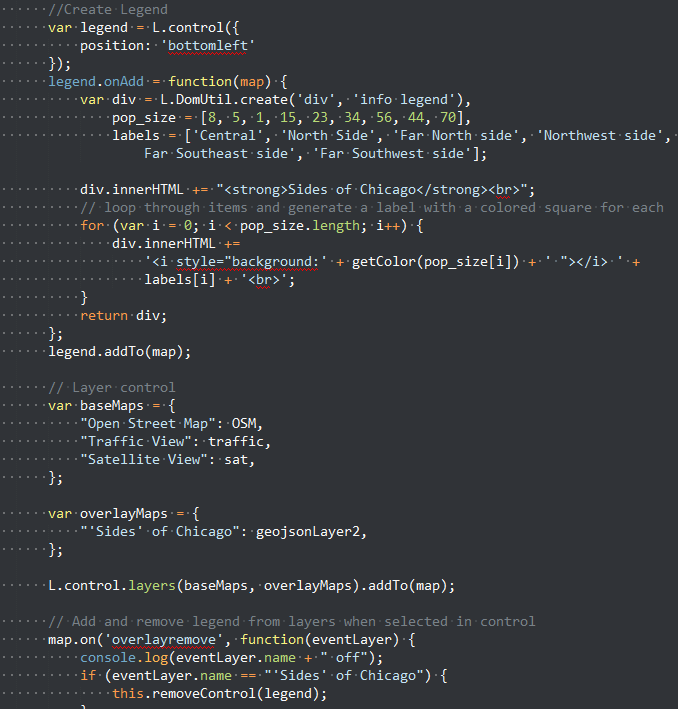 //Create Legend
var legend = L.control({
position: 'bottomleft'
});
legend.onAdd = function(map) {
var div = L.DomUtil.create('div', 'info legend'),
pop_size = [8, 5, 1, 15, 23, 34, 56, 44, 70],
labels = ['Central', 'North Side', 'Far North side', 'Northwest side',
Far Southeast side', 'Far Southwest side'];
div.innerHTML += "<strong>Sides of Chicago</strong><br>";
// loop through items and generate a label with a colored square for each
for (var i = 0; i < pop_size.length; i++) {
div.innerHTML +=
'<i style="background:' + getColor(pop_size[i]) + ' "></i> ' +
labels[i] + '<br>';
}
return div;
};
legend.addTo(map);
// Layer control
var baseMaps = {
"Open Street Map": OSM,
"Traffic View": traffic,
"Satellite View": sat,
};
var overlayMaps = {
"'Sides' of Chicago": geojsonLayer2,
};
L.control.layers(baseMaps, overlayMaps).addTo(map);
// Add and remove legend from layers when selected in control
map.on('overlayremove', function(eventLayer) {
console.log(eventLayer.name + " off");
if (eventLayer.name == "'Sides' of Chicago") {
this.removeControl(legend);
}